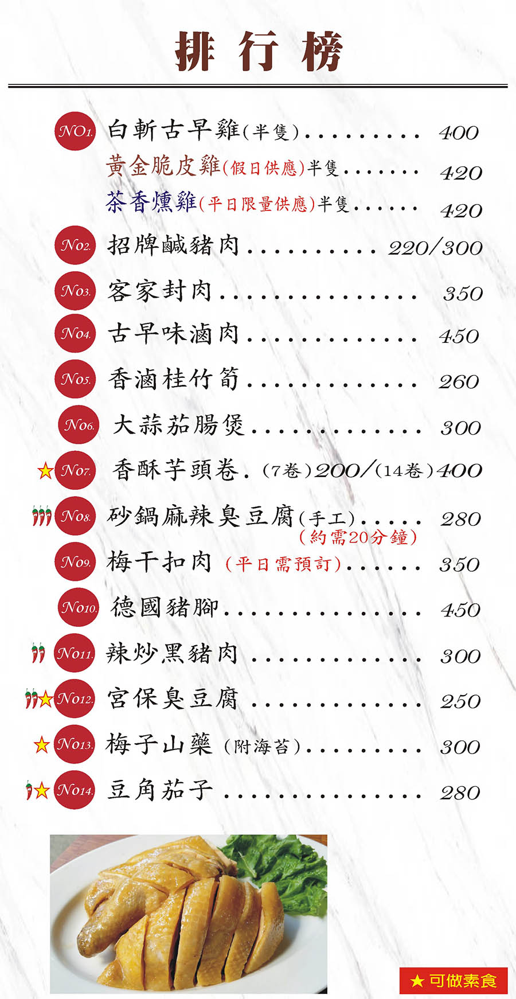 排行榜
NO1. 白斬古早雞(半隻)......... 400
黃金脆皮雞(假日供應)半隻....... 420
茶香燻雞(平日限量供應)半隻...... 420
No2. 招牌鹹豬肉.......... 220/300
No3. 客家封肉............... 350
No4. 古早味滷肉............. 450
No5. 香滷桂竹筍............. 260
No6. 大蒜茄腸煲............. 300
★ No7. 香酥芋頭卷. (7卷)200/(14卷)400
No8. 砂鍋麻辣臭豆腐(手工)..... 280
(約需20分鐘)
No9. 梅干扣肉 (平日需預訂)...... 350
No10. 德國豬腳............... 450
No11. 辣炒黑豬肉 ............. 300
★ No12. 宮保臭豆腐 ............. 250
★ No13. 梅子山藥 (附海苔)......... 300
★ No14. 豆角茄子 ............... 280
★ 可做素食